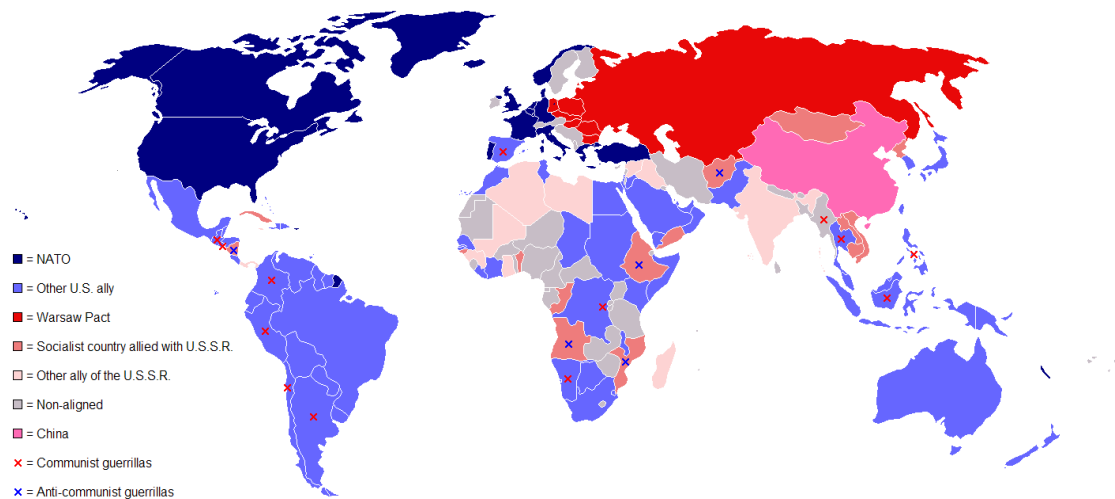 = NATO
= Other U.S. ally
= Warsaw Pact
= Socialist country allied with U.S.S.R.
= Other ally of the U.S.S.R.
= Non-aligned
= China
= Communist guerrillas
= Anti-communist guerrillas